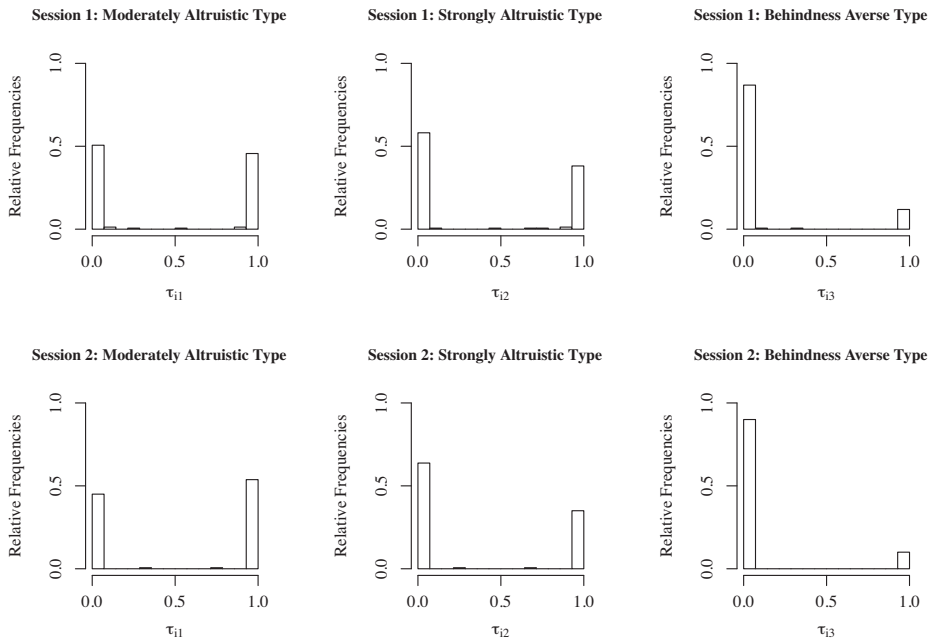 Session 1: Moderately Altruistic Type
Relative Frequencies
0.0 0.5 1.0
0.0 0.5 1.0
τi1
Session 1: Strongly Altruistic Type
Relative Frequencies
0.0 0.5 1.0
0.0 0.5 1.0
τi2
Session 1: Behindness Averse Type
Relative Frequencies
0.0 0.5 1.0
0.0 0.5 1.0
τi3
Session 2: Moderately Altruistic Type
Relative Frequencies
0.0 0.5 1.0
0.0 0.5 1.0
τi1
Session 2: Strongly Altruistic Type
Relative Frequencies
0.0 0.5 1.0
0.0 0.5 1.0
τi2
Session 2: Behindness Averse Type
Relative Frequencies
0.0 0.5 1.0
0.0 0.5 1.0
τi3